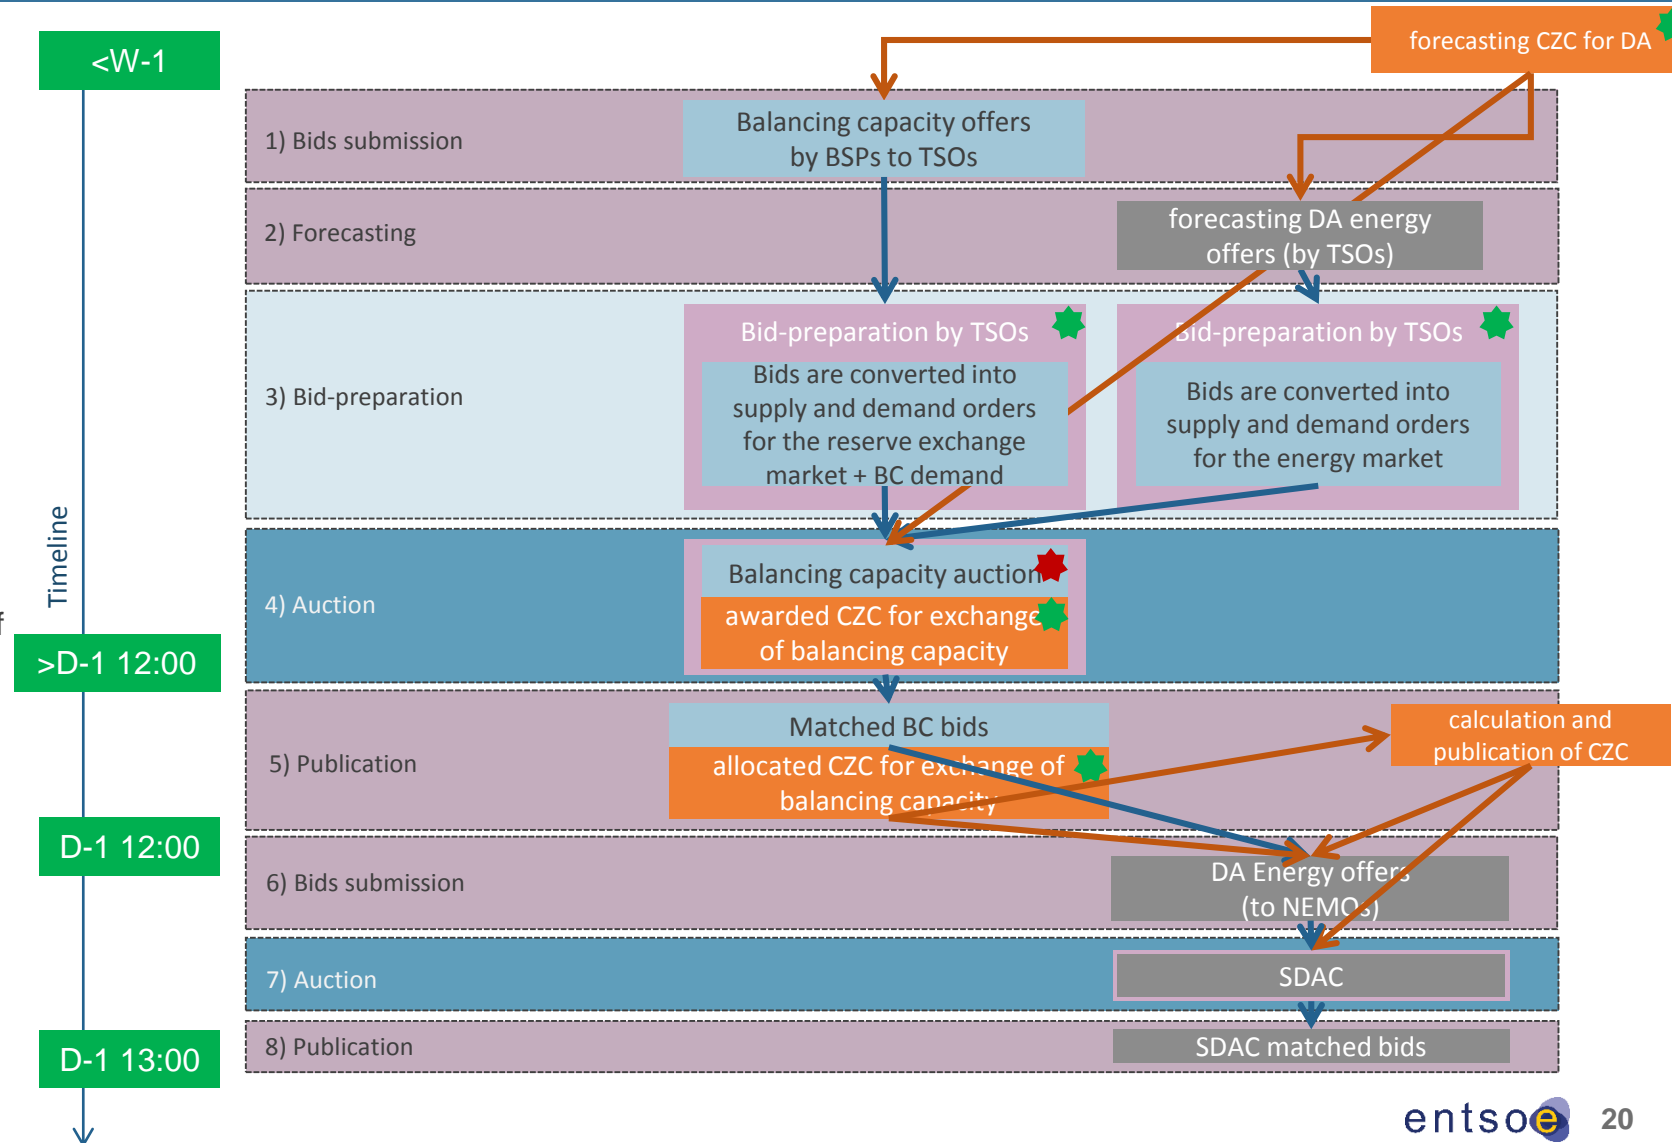 <W-1
forecasting CZC for DA
1) Bids submission
Balancing capacity offers
by BSPs to TSOs
2) Forecasting
forecasting DA energy
offers (by TSOs)
3) Bid-preparation
Bid-preparation by TSOs
Bids are converted into
supply and demand orders
for the reserve exchange
market + BC demand
Bid-preparation by TSOs
Bids are converted into
supply and demand orders
for the energy market
Timeline
f
4) Auction
Balancing capacity auction
awarded CZC for exchange
of balancing capacity
>D-1 12:00
5) Publication
Matched BC bids
allocated CZC for exchange of
balancing capacity
calculation and
publication of CZC
D-1 12:00
6) Bids submission
DA Energy offers
(to NEMOs)
7) Auction
SDAC
D-1 13:00
8) Publication
SDAC matched bids
entsoe
20